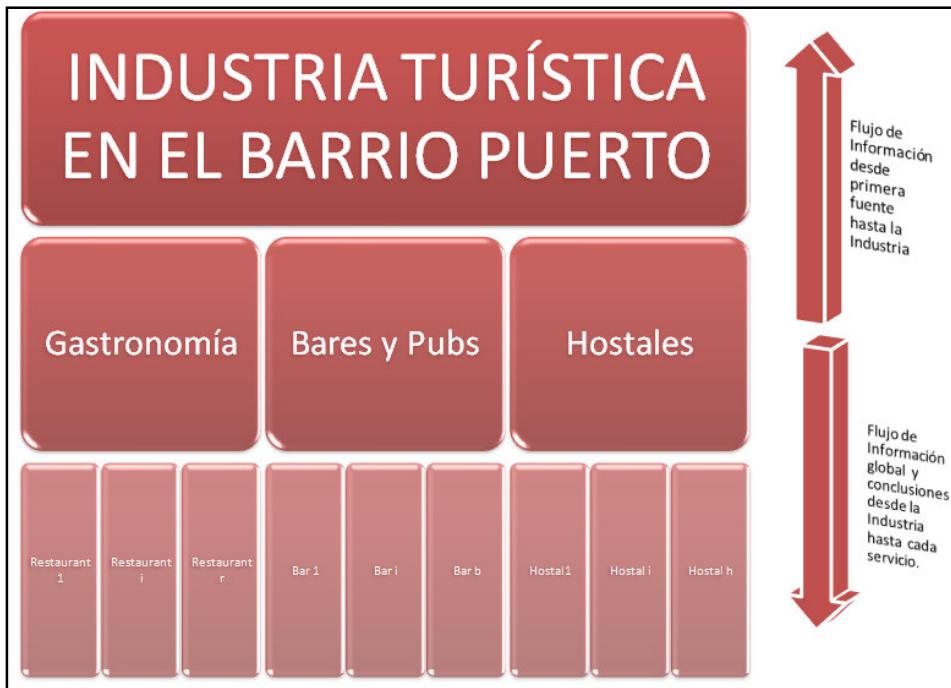 INDUSTRIA TURÍSTICA
EN EL BARRIO PUERTO
Gastronomía
Bares y Pubs
Hostales
Restaurant
1
Restaurant
i
Restaurant
r
Bar 1
Bar i
Bar b
Hostal1
Hostal i
Hostal h
Flujo de
Información
desde
primera
fuente
hasta la
Industria
Flujo de
Información
global y
conclusiones
desde la
Industria
hasta cada
servicio.